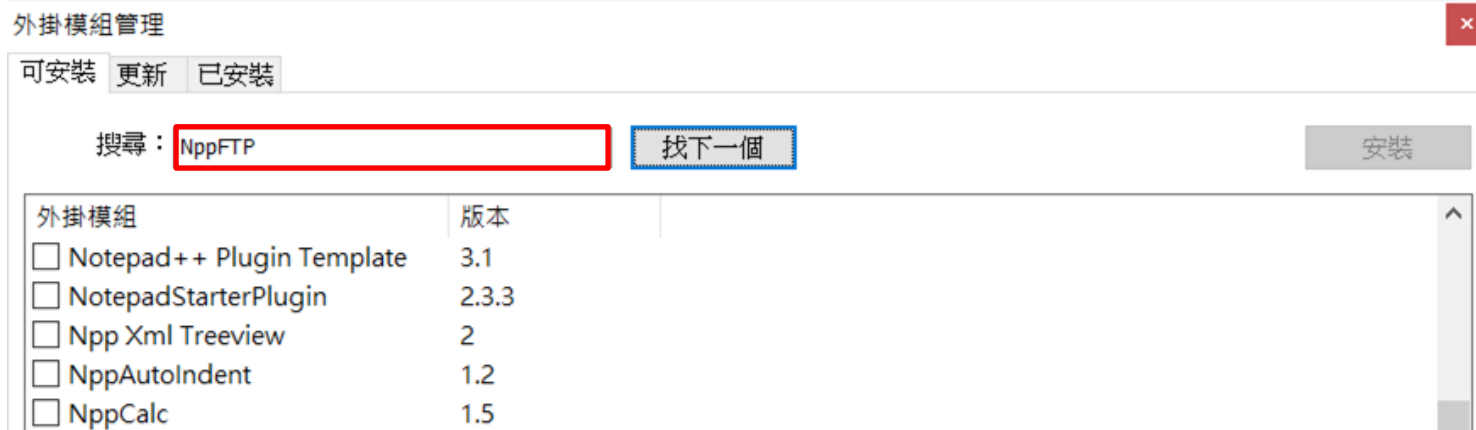 外掛模組管理
可安裝 更新 已安裝
搜尋： NppFTP 找下一個 安裝
外掛模組 版本
Notepad++ Plugin Template 3.1
NotepadStarterPlugin 2.3.3
Npp Xml Treeview 2
NppAutoIndent 1.2
NppCalc 1.5